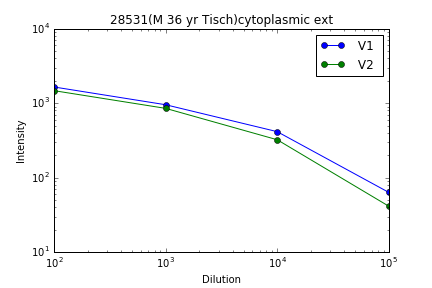 28531(M 36 yr Tisch)cytoplasmic ext
10^4
10^3
10^2
10^1
Intensity
V1
V2
10^2 10^3 10^4 10^5
Dilution